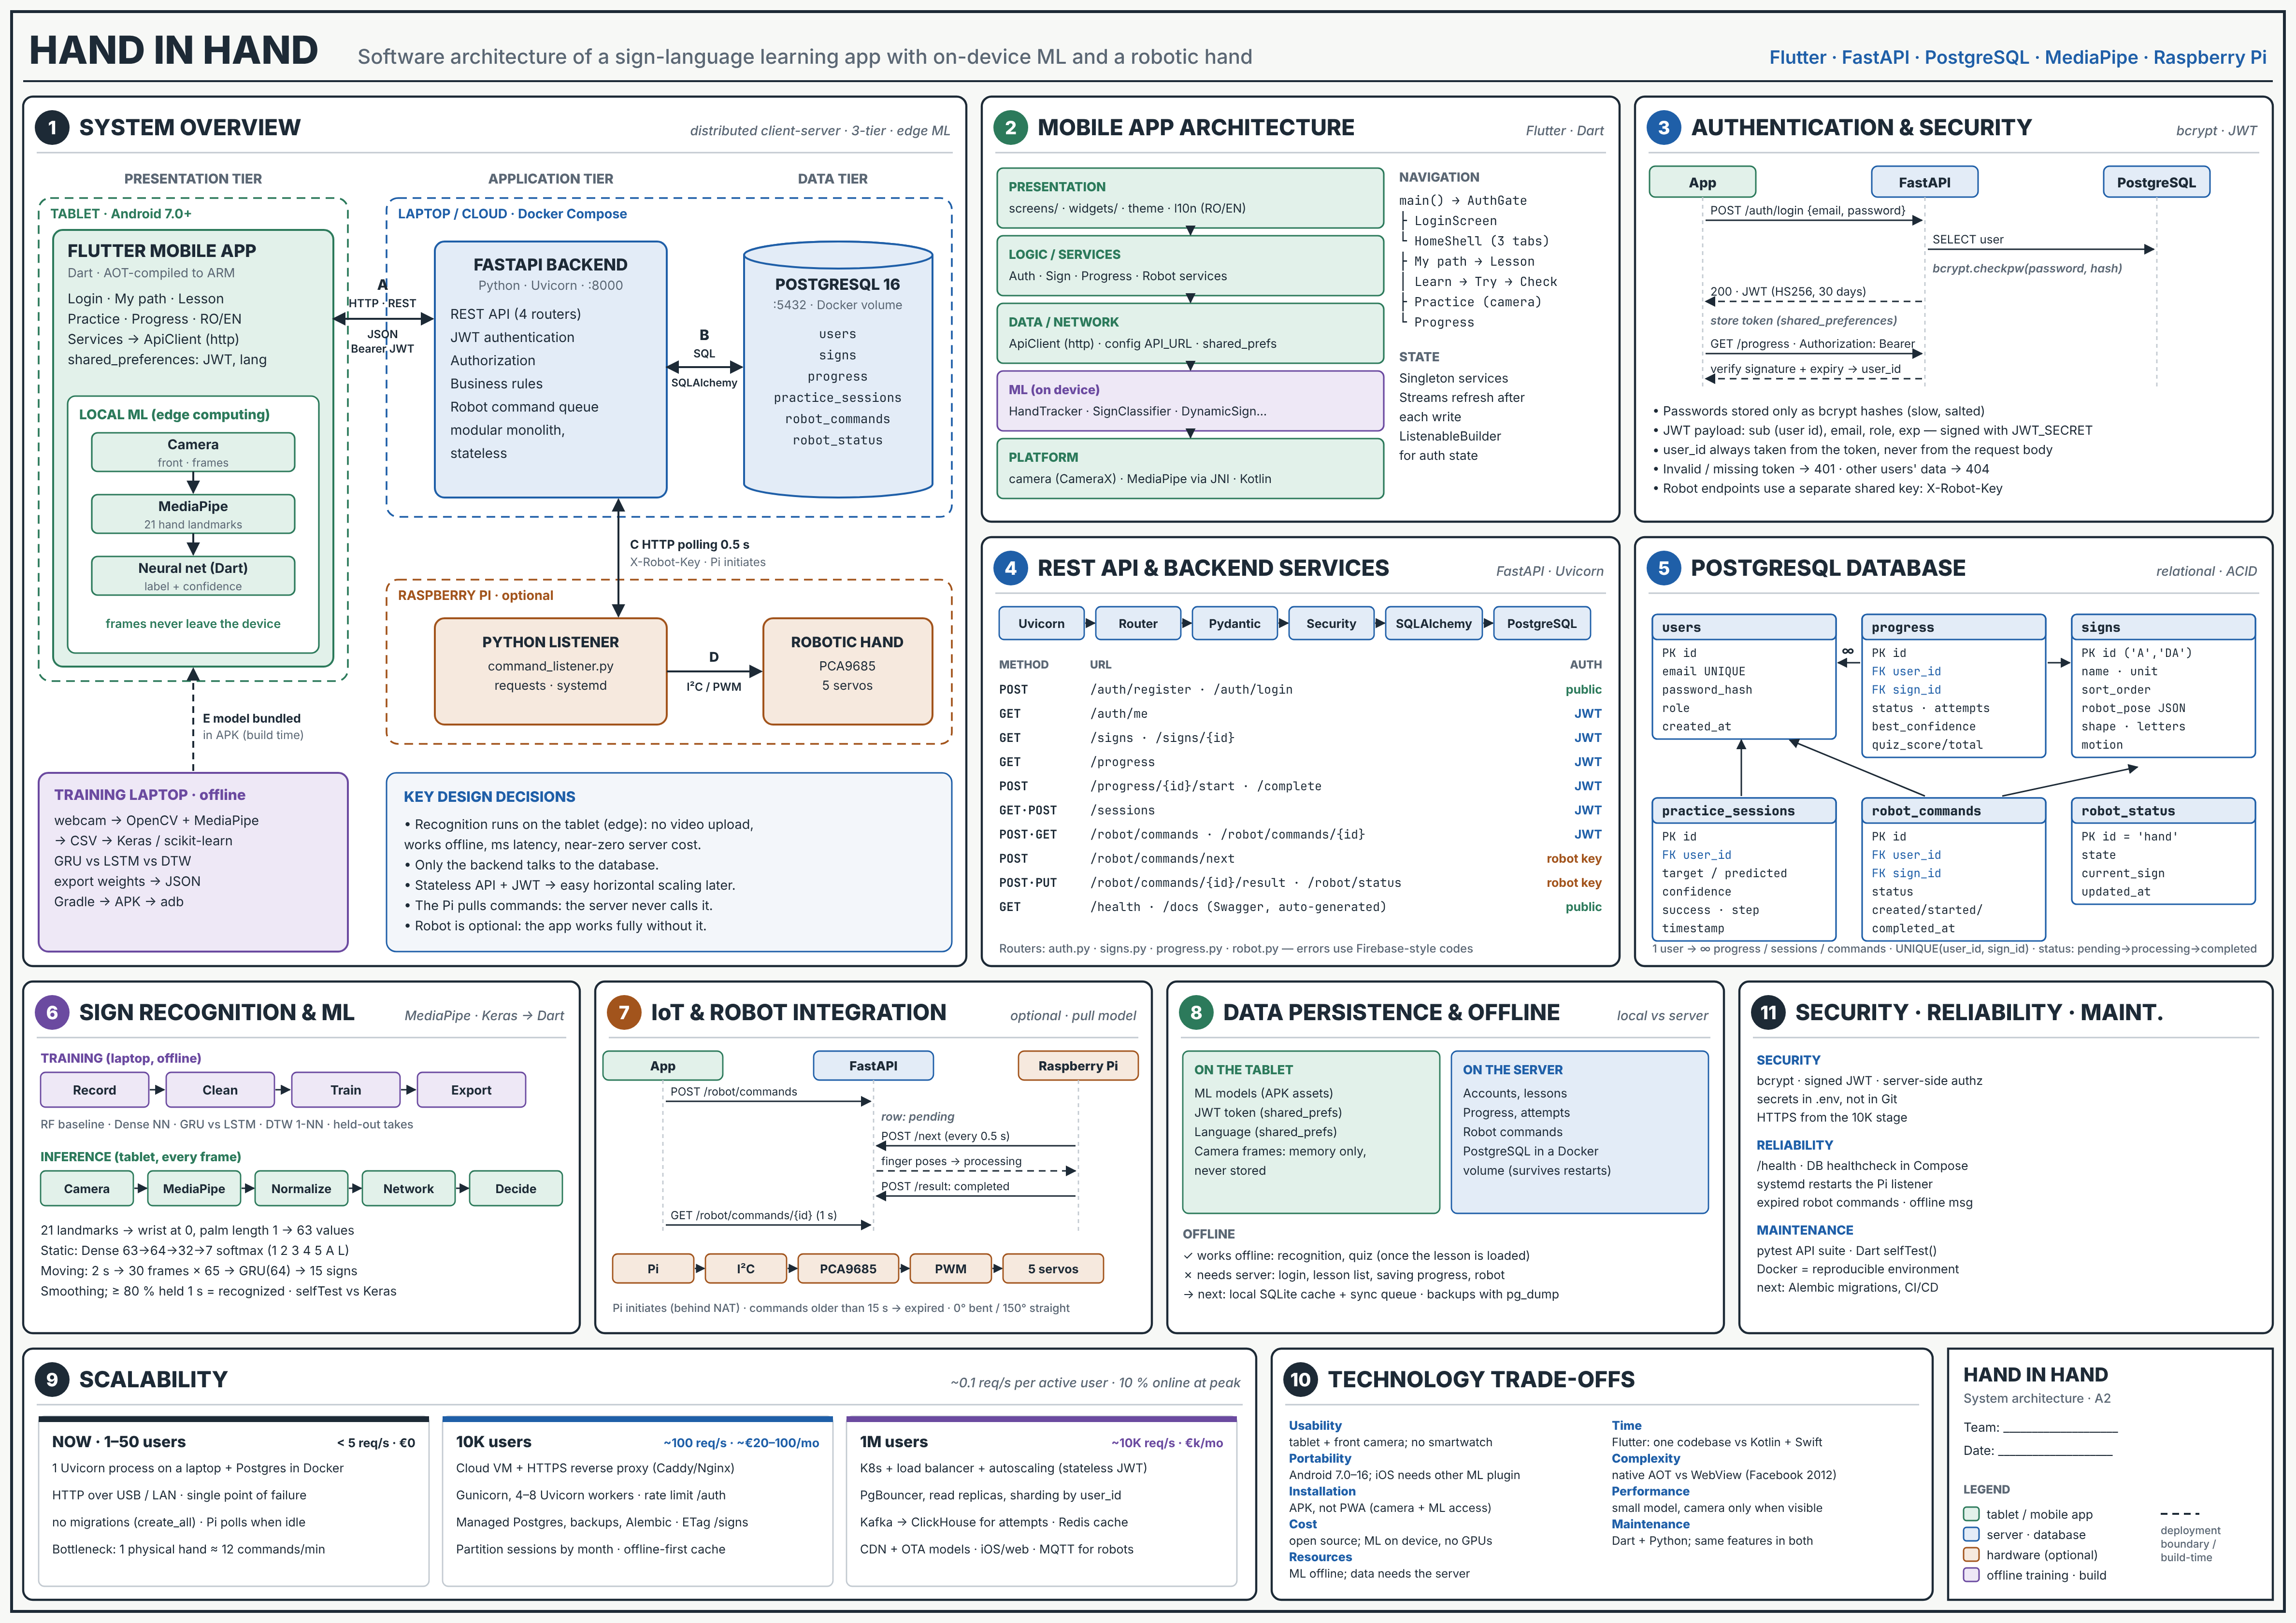 HAND IN HAND
Software architecture of a sign-language learning app with on-device ML and a robotic hand
Flutter · FastAPI · PostgreSQL · MediaPipe · Raspberry Pi
1 SYSTEM OVERVIEW
distributed client-server · 3-tier · edge ML
PRESENTATION TIER
APPLICATION TIER
DATA TIER
TABLET · Android 7.0+
FLUTTER MOBILE APP
Dart · AOT-compiled to ARM
Login · My path · Lesson
Practice · Progress · RO/EN
Services → ApiClient (http)
shared_preferences: JWT, lang
LOCAL ML (edge computing)
Camera
front · frames
MediaPipe
21 hand landmarks
Neural net (Dart)
label + confidence
frames never leave the device
A
HTTP · REST
JSON
Bearer JWT
LAPTOP / CLOUD · Docker Compose
FASTAPI BACKEND
Python · Uvicorn · :8000
REST API (4 routers)
JWT authentication
Authorization
Business rules
Robot command queue
modular monolith,
stateless
B
SQL
SQLAlchemy
POSTGRESQL 16
:5432 · Docker volume
users
signs
progress
practice_sessions
robot_commands
robot_status
C HTTP polling 0.5 s
X-Robot-Key · Pi initiates
RASPBERRY PI · optional
PYTHON LISTENER
command_listener.py
requests · systemd
D
I²C / PWM
ROBOTIC HAND
PCA9685
5 servos
E model bundled
in APK (build time)
TRAINING LAPTOP · offline
webcam → OpenCV + MediaPipe
→ CSV → Keras / scikit-learn
GRU vs LSTM vs DTW
export weights → JSON
Gradle → APK → adb
KEY DESIGN DECISIONS
• Recognition runs on the tablet (edge): no video upload,
works offline, ms latency, near-zero server cost.
• Only the backend talks to the database.
• Stateless API + JWT → easy horizontal scaling later.
• The Pi pulls commands: the server never calls it.
• Robot is optional: the app works fully without it.
2 MOBILE APP ARCHITECTURE
Flutter · Dart
PRESENTATION
screens/ · widgets/ · theme · l10n (RO/EN)
LOGIC / SERVICES
Auth · Sign · Progress · Robot services
DATA / NETWORK
ApiClient (http) · config API_URL · shared_prefs
ML (on device)
HandTracker · SignClassifier · DynamicSign…
PLATFORM
camera (CameraX) · MediaPipe via JNI · Kotlin
NAVIGATION
main() → AuthGate
├ LoginScreen
└ HomeShell (3 tabs)
├ My path → Lesson
│ Learn → Try → Check
├ Practice (camera)
└ Progress
STATE
Singleton services
Streams refresh after
each write
ListenableBuilder
for auth state
3 AUTHENTICATION & SECURITY
bcrypt · JWT
App
FastAPI
PostgreSQL
POST /auth/login {email, password}
SELECT user
bcrypt.checkpw(password, hash)
200 · JWT (HS256, 30 days)
store token (shared_preferences)
GET /progress · Authorization: Bearer
verify signature + expiry → user_id
• Passwords stored only as bcrypt hashes (slow, salted)
• JWT payload: sub (user id), email, role, exp — signed with JWT_SECRET
• user_id always taken from the token, never from the request body
• Invalid / missing token → 401 · other users' data → 404
• Robot endpoints use a separate shared key: X-Robot-Key
4 REST API & BACKEND SERVICES
FastAPI · Uvicorn
Uvicorn
Router
Pydantic
Security
SQLAlchemy
PostgreSQL
METHOD URL AUTH
POST /auth/register · /auth/login public
GET /auth/me JWT
GET /signs · /signs/{id} JWT
GET /progress JWT
POST /progress/{id}/start · /complete JWT
GET·POST /sessions JWT
POST·GET /robot/commands · /robot/commands/{id} JWT
POST /robot/commands/next robot key
POST·PUT /robot/commands/{id}/result · /robot/status robot key
GET /health · /docs (Swagger, auto-generated) public
Routers: auth.py · signs.py · progress.py · robot.py — errors use Firebase-style codes
5 POSTGRESQL DATABASE
relational · ACID
users
PK id
email UNIQUE
password_hash
role
created_at
∞
progress
PK id
FK user_id
FK sign_id
status · attempts
best_confidence
quiz_score/total
signs
PK id ('A','DA')
name · unit
sort_order
robot_pose JSON
shape · letters
motion
practice_sessions
PK id
FK user_id
target / predicted
confidence
success · step
timestamp
robot_commands
PK id
FK user_id
FK sign_id
status
created/started/
completed_at
robot_status
PK id = 'hand'
state
current_sign
updated_at
1 user → ∞ progress / sessions / commands · UNIQUE(user_id, sign_id) · status: pending→processing→completed
6 SIGN RECOGNITION & ML
MediaPipe · Keras → Dart
TRAINING (laptop, offline)
Record
Clean
Train
Export
RF baseline · Dense NN · GRU vs LSTM · DTW 1-NN · held-out takes
INFERENCE (tablet, every frame)
Camera
MediaPipe
Normalize
Network
Decide
21 landmarks → wrist at 0, palm length 1 → 63 values
Static: Dense 63→64→32→7 softmax (1 2 3 4 5 A L)
Moving: 2 s → 30 frames × 65 → GRU(64) → 15 signs
Smoothing; ≥ 80 % held 1 s = recognized · selfTest vs Keras
7 IoT & ROBOT INTEGRATION
optional · pull model
App
FastAPI
Raspberry Pi
POST /robot/commands
row: pending
POST /next (every 0.5 s)
finger poses → processing
POST /result: completed
GET /robot/commands/{id} (1 s)
Pi
I²C
PCA9685
PWM
5 servos
Pi initiates (behind NAT) · commands older than 15 s → expired · 0° bent / 150° straight
8 DATA PERSISTENCE & OFFLINE
local vs server
ON THE TABLET
ML models (APK assets)
JWT token (shared_prefs)
Language (shared_prefs)
Camera frames: memory only,
never stored
ON THE SERVER
Accounts, lessons
Progress, attempts
Robot commands
PostgreSQL in a Docker
volume (survives restarts)
OFFLINE
✓ works offline: recognition, quiz (once the lesson is loaded)
× needs server: login, lesson list, saving progress, robot
→ next: local SQLite cache + sync queue · backups with pg_dump
11 SECURITY · RELIABILITY · MAINT.
SECURITY
bcrypt · signed JWT · server-side authz
secrets in .env, not in Git
HTTPS from the 10K stage
RELIABILITY
/health · DB healthcheck in Compose
systemd restarts the Pi listener
expired robot commands · offline msg
MAINTENANCE
pytest API suite · Dart selfTest()
Docker = reproducible environment
next: Alembic migrations, CI/CD
9 SCALABILITY
~0.1 req/s per active user · 10 % online at peak
NOW · 1–50 users
< 5 req/s · €0
1 Uvicorn process on a laptop + Postgres in Docker
HTTP over USB / LAN · single point of failure
no migrations (create_all) · Pi polls when idle
Bottleneck: 1 physical hand ≈ 12 commands/min
10K users
~100 req/s · ~€20–100/mo
Cloud VM + HTTPS reverse proxy (Caddy/Nginx)
Gunicorn, 4–8 Uvicorn workers · rate limit /auth
Managed Postgres, backups, Alembic · ETag /signs
Partition sessions by month · offline-first cache
1M users
~10K req/s · €k/mo
K8s + load balancer + autoscaling (stateless JWT)
PgBouncer, read replicas, sharding by user_id
Kafka → ClickHouse for attempts · Redis cache
CDN + OTA models · iOS/web · MQTT for robots
10 TECHNOLOGY TRADE-OFFS
Usability
tablet + front camera; no smartwatch
Portability
Android 7.0–16; iOS needs other ML plugin
Installation
APK, not PWA (camera + ML access)
Cost
open source; ML on device, no GPUs
Resources
ML offline; data needs the server
Time
Flutter: one codebase vs Kotlin + Swift
Complexity
native AOT vs WebView (Facebook 2012)
Performance
small model, camera only when visible
Maintenance
Dart + Python; same features in both
HAND IN HAND
System architecture · A2
Team: ____________________
Date: ____________________
LEGEND
tablet / mobile app
server · database
hardware (optional)
offline training · build
deployment
boundary /
build-time